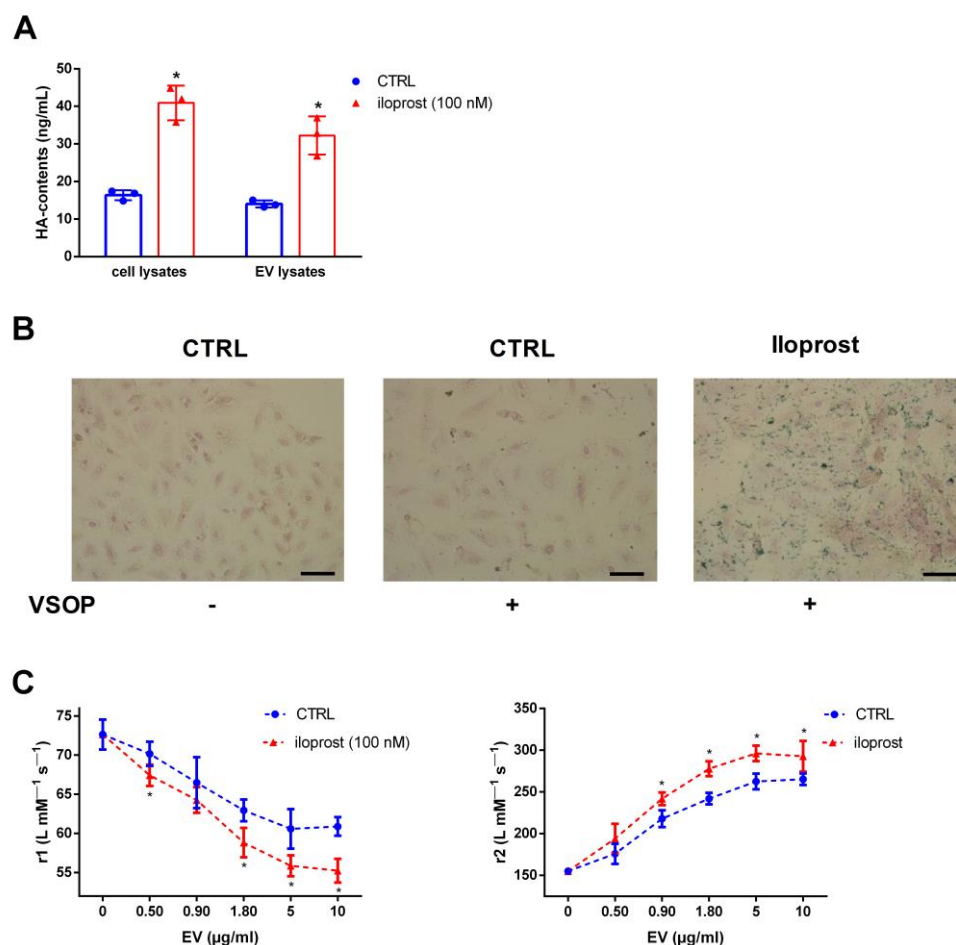 A
HA-contents (ng/mL)
50
40
30
20
10
0
*
*
cell lysates
EV lysates
CTRL
iloprost (100 nM)
B
CTRL
CTRL
Iloprost
VSOP
-
+
+
C
r1 (L mM⁻¹ s⁻¹)
75
70
65
60
55
*
*
*
*
0
0.50
0.90
1.80
5
10
EV (µg/ml)
CTRL
iloprost (100 nM)
r2 (L mM⁻¹ s⁻¹)
350
300
250
200
150
*
*
*
*
0
0.50
0.90
1.80
5
10
EV (µg/ml)
CTRL
iloprost